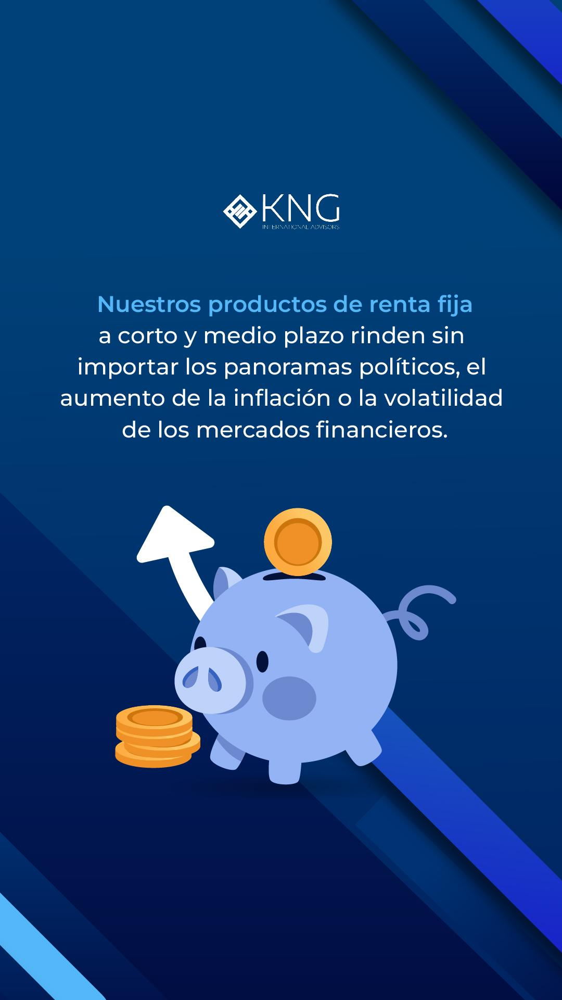 KNG
INTERNATIONAL ADVISORS
Nuestros productos de renta fija
a corto y medio plazo rinden sin
importar los panoramas políticos, el
aumento de la inflación o la volatilidad
de los mercados financieros.